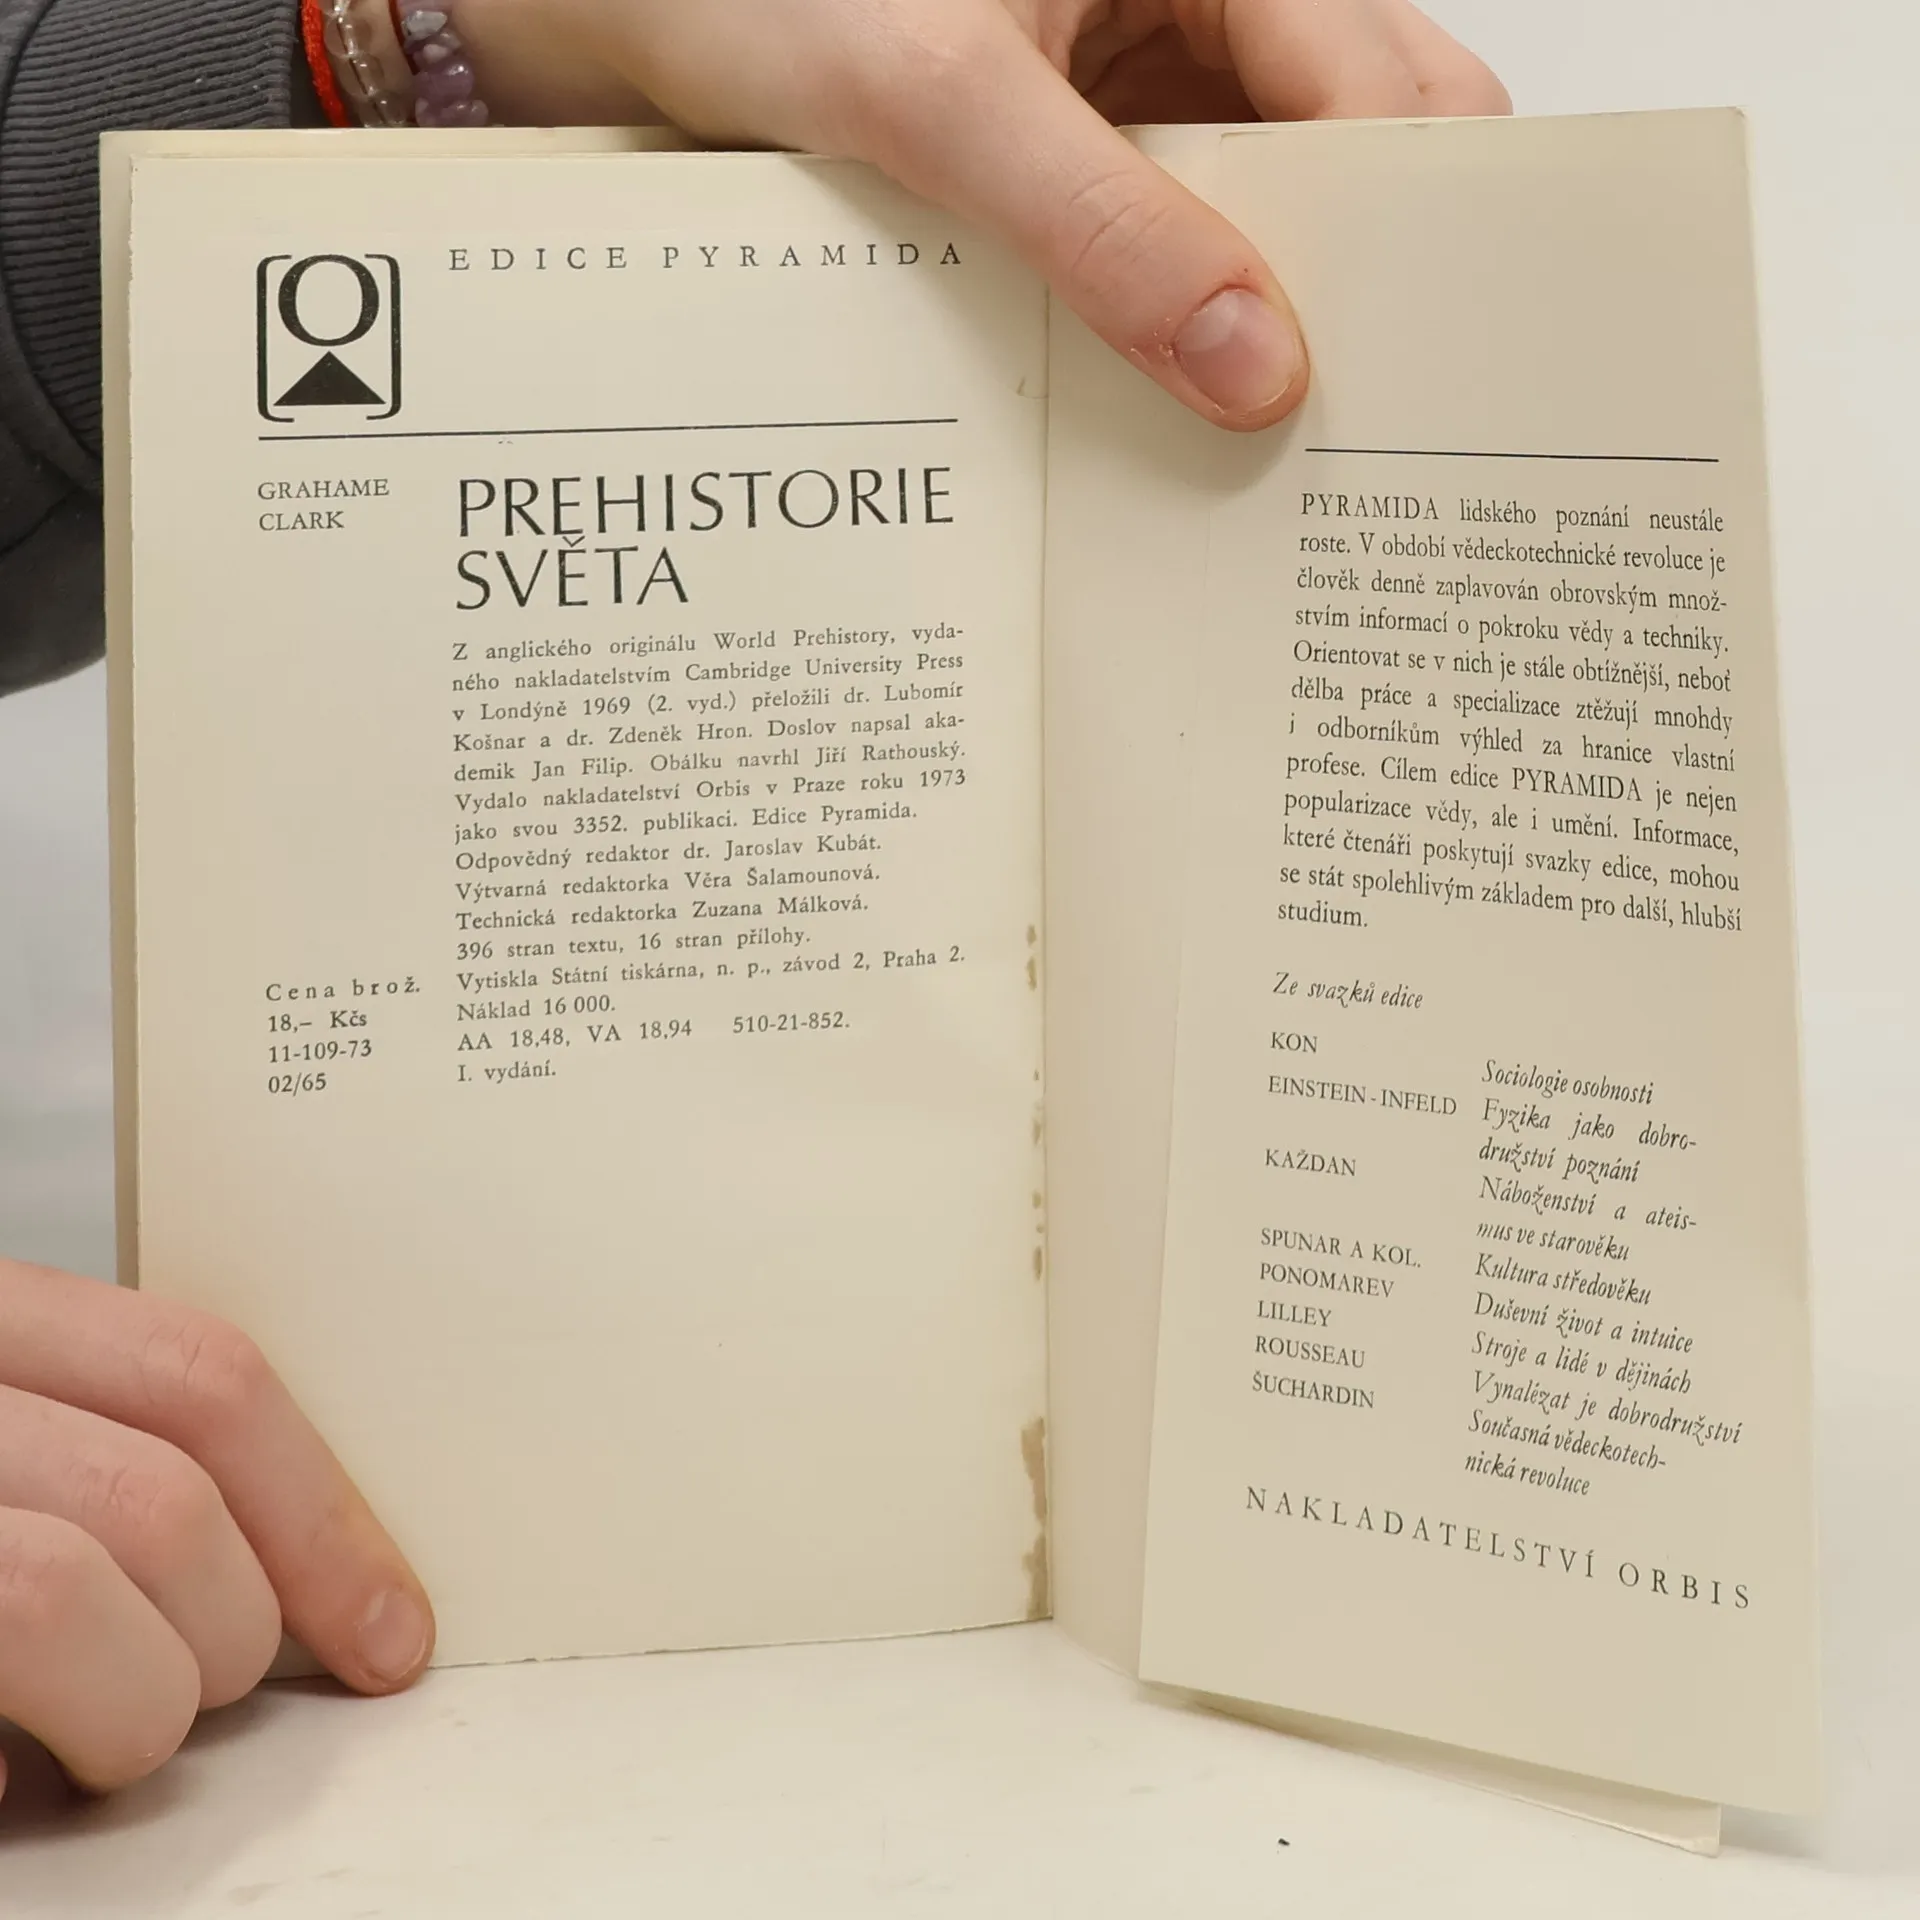 O
EDICE PYRAMIDA
GRAHAME
CLARK
PREHISTORIE
SVĚTA
Z anglického originálu World Prehistory, vyda-
ného nakladatelstvím Cambridge University Press
v Londýně 1969 (2. vyd.) přeložili dr. Lubomír
Košnar a dr. Zdeněk Hron. Doslov napsal aka-
demik Jan Filip. Obálku navrhl Jiří Rathouský.
Vydalo nakladatelství Orbis v Praze roku 1973
jako svou 3352. publikaci. Edice Pyramida.
Odpovědný redaktor dr. Jaroslav Kubát.
Výtvarná redaktorka Věra Šalamounová.
Technická redaktorka Zuzana Málková.
396 stran textu, 16 stran přílohy.
Vytiskla Státní tiskárna, n. p., závod 2, Praha 2.
Náklad 16 000.
AA 18,48, VA 18,94 510-21-852.
I. vydání.
Cena brož.
18,– Kčs
11-109-73
02/65
PYRAMIDA lidského poznání neustále
roste. V období vědeckotechnické revoluce je
člověk denně zaplavován obrovským množ-
stvím informací o pokroku vědy a techniky.
Orientovat se v nich je stále obtížnější, neboť
dělba práce a specializace ztěžují mnohdy
i odborníkům výhled za hranice vlastní
profese. Cílem edice PYRAMIDA je nejen
popularizace vědy, ale i umění. Informace,
které čtenáři poskytují svazky edice, mohou
se stát spolehlivým základem pro další, hlubší
studium.
Ze svazků edice
KON Sociologie osobnosti
EINSTEIN-INFELD Fyzika jako dobro-
družství poznání
KAŽDAN Náboženství a ateis-
mus ve starověku
SPUNAR A KOL. Kultura středověku
PONOMAREV Duševní život a intuice
LILLEY Stroje a lidé v dějinách
ROUSSEAU Vynalézat je dobrodružství
ŠUCHARDIN Současná vědeckotech-
nická revoluce
NAKLADATELSTVÍ ORBIS